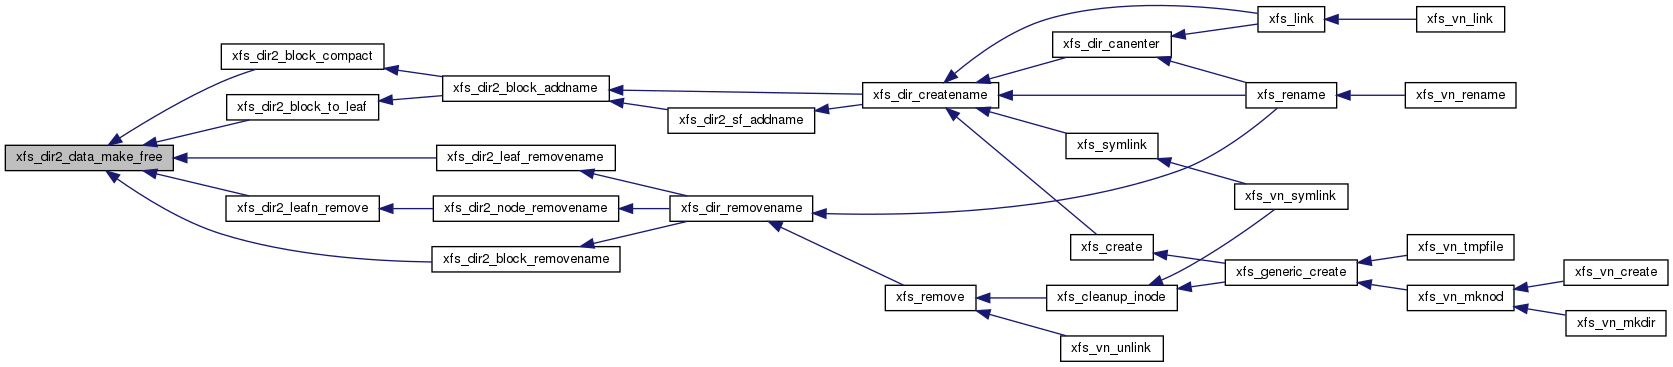 xfs_dir2_data_make_free
xfs_dir2_block_compact
xfs_dir2_block_to_leaf
xfs_dir2_leaf_removename
xfs_dir2_leafn_remove
xfs_dir2_block_removename
xfs_dir2_block_addname
xfs_dir2_node_removename
xfs_dir2_sf_addname
xfs_dir_removename
xfs_dir_createname
xfs_remove
xfs_link
xfs_dir_canenter
xfs_rename
xfs_symlink
xfs_create
xfs_cleanup_inode
xfs_vn_unlink
xfs_vn_symlink
xfs_generic_create
xfs_vn_link
xfs_vn_rename
xfs_vn_tmpfile
xfs_vn_mknod
xfs_vn_create
xfs_vn_mkdir